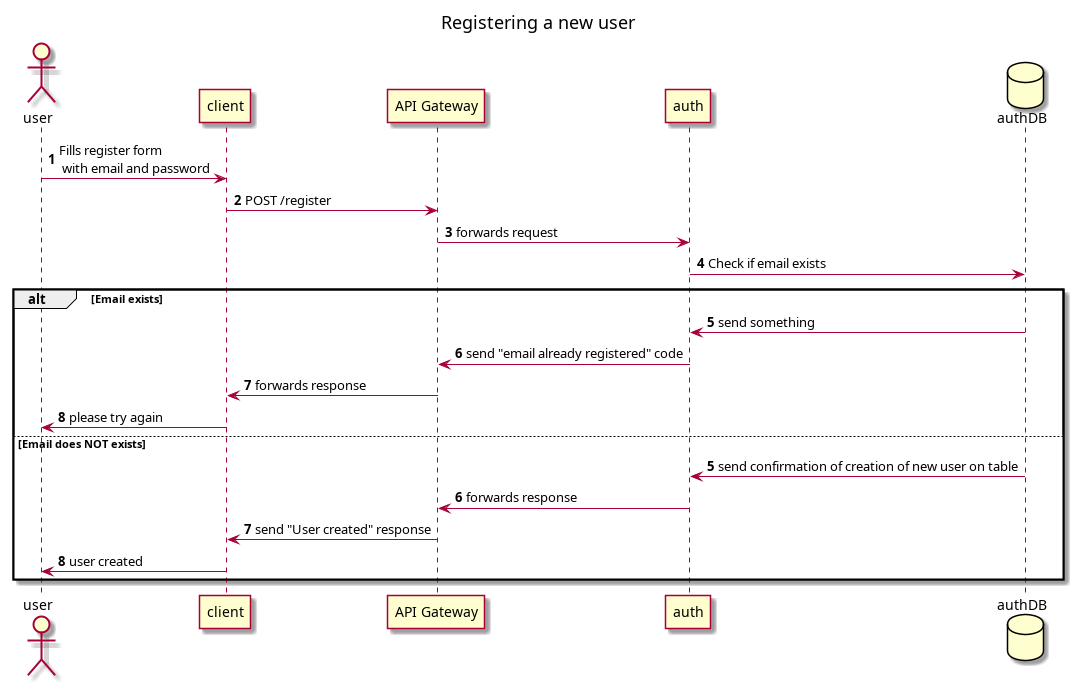 Registering a new user
user
client
API Gateway
auth
authDB
1 Fills register form
with email and password
2 POST /register
3 forwards request
4 Check if email exists
alt [Email exists]
5 send something
6 send "email already registered" code
7 forwards response
8 please try again
[Email does NOT exists]
5 send confirmation of creation of new user on table
6 forwards response
7 send "User created" response
8 user created
user
client
API Gateway
auth
authDB